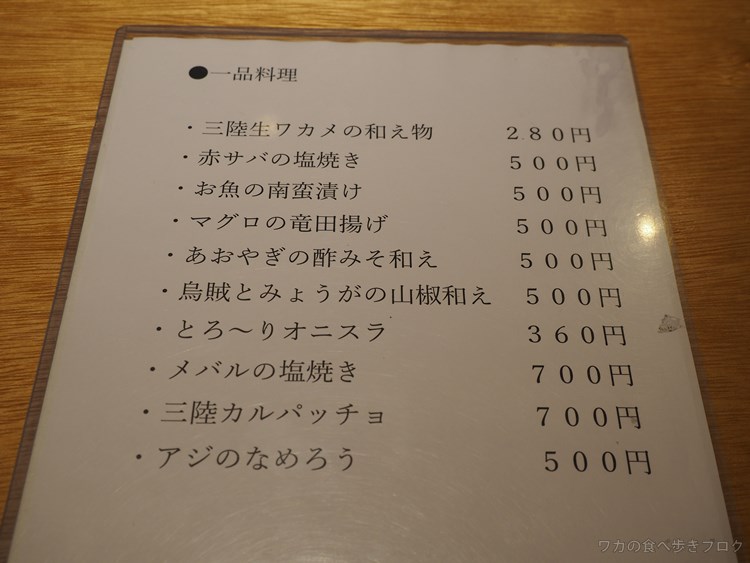 ●一品料理
・三陸生ワカメの和え物 280円
・赤サバの塩焼き 500円
・お魚の南蛮漬け 500円
・マグロの竜田揚げ 500円
・あおやぎの酢みそ和え 500円
・烏賊とみょうがの山椒和え 500円
・とろ〜りオニスラ 360円
・メバルの塩焼き 700円
・三陸カルパッチョ 700円
・アジのなめろう 500円
ワカの食べ歩きブログ